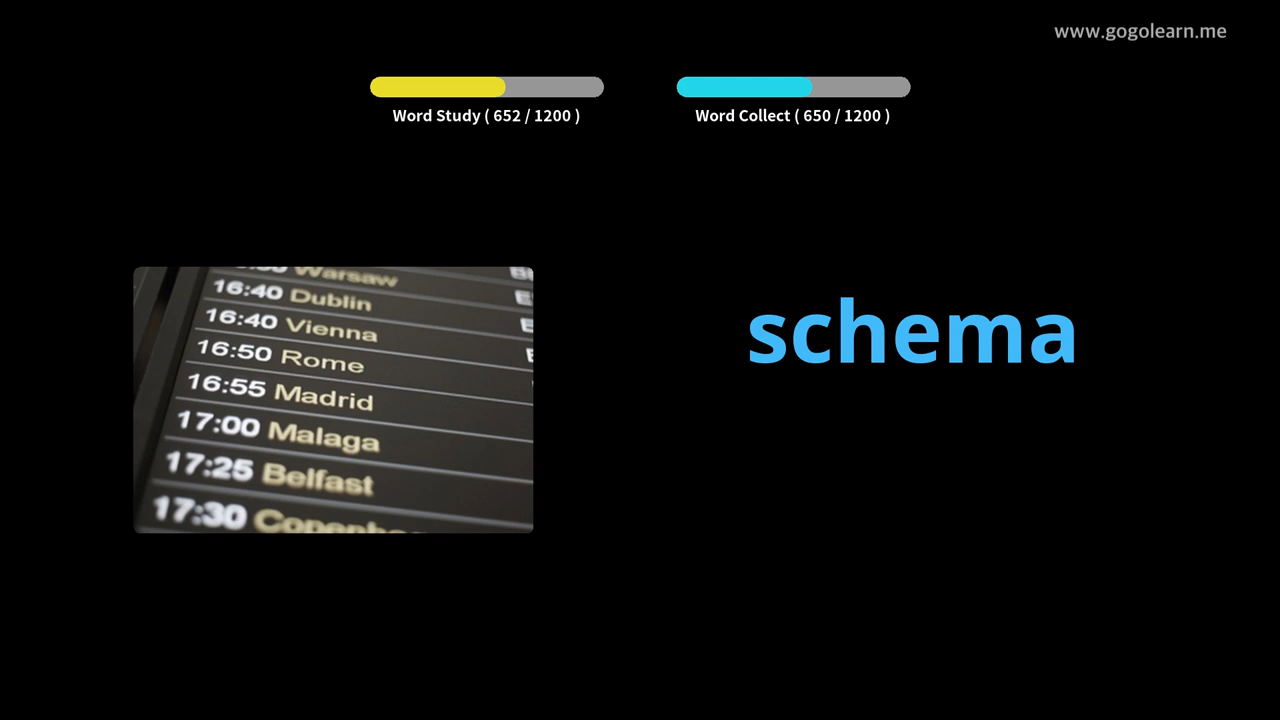 www.gogolearn.me
Word Study ( 652 / 1200 )
Word Collect ( 650 / 1200 )
Warsaw
16:40 Dublin
16:40 Vienna
16:50 Rome
16:55 Madrid
17:00 Malaga
17:25 Belfast
17:30
schema